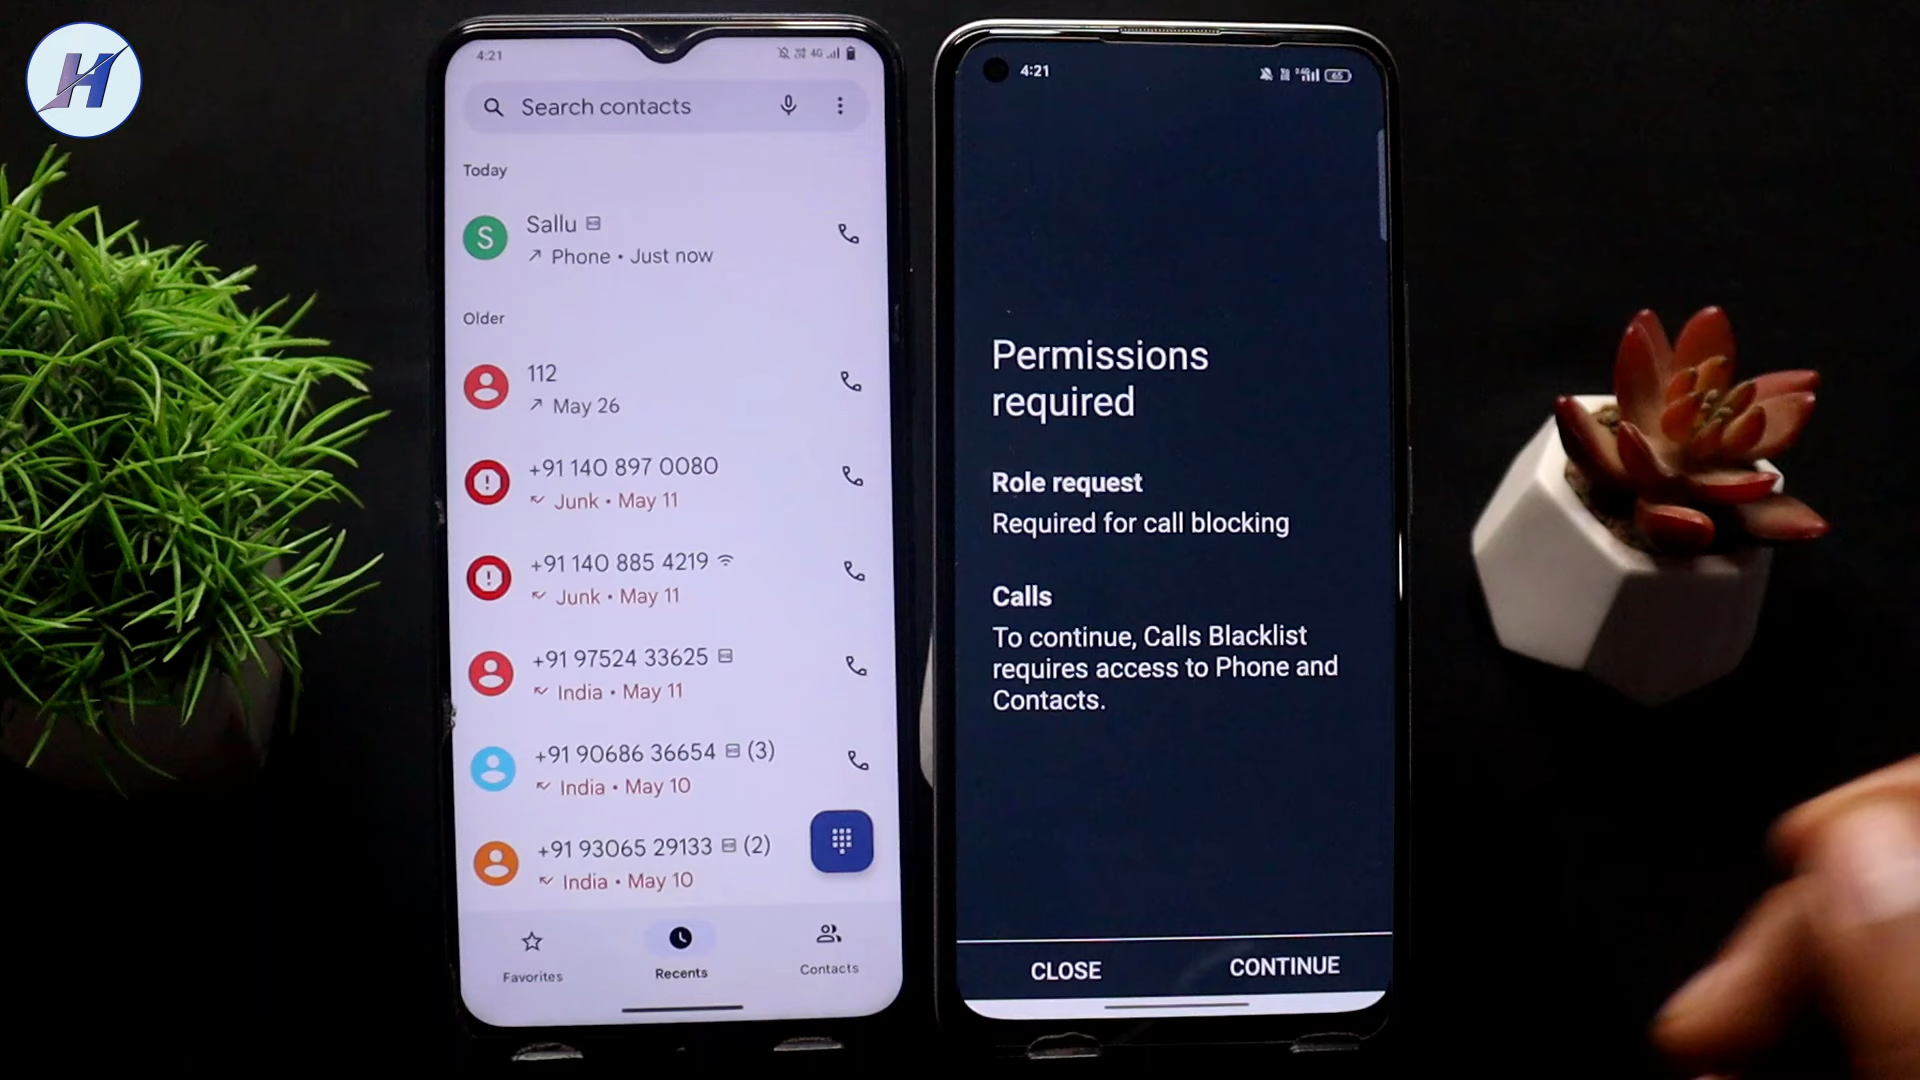 H
4:21
4G
Search contacts
Today
S
Sallu
Phone • Just now
Older
112
May 26
+91 140 897 0080
Junk • May 11
+91 140 885 4219
Junk • May 11
+91 97524 33625
India • May 11
+91 90686 36654 (3)
India • May 10
+91 93065 29133 (2)
India • May 10
Favorites
Recents
Contacts
4:21
65
Permissions
required
Role request
Required for call blocking
Calls
To continue, Calls Blacklist
requires access to Phone and
Contacts.
CLOSE
CONTINUE